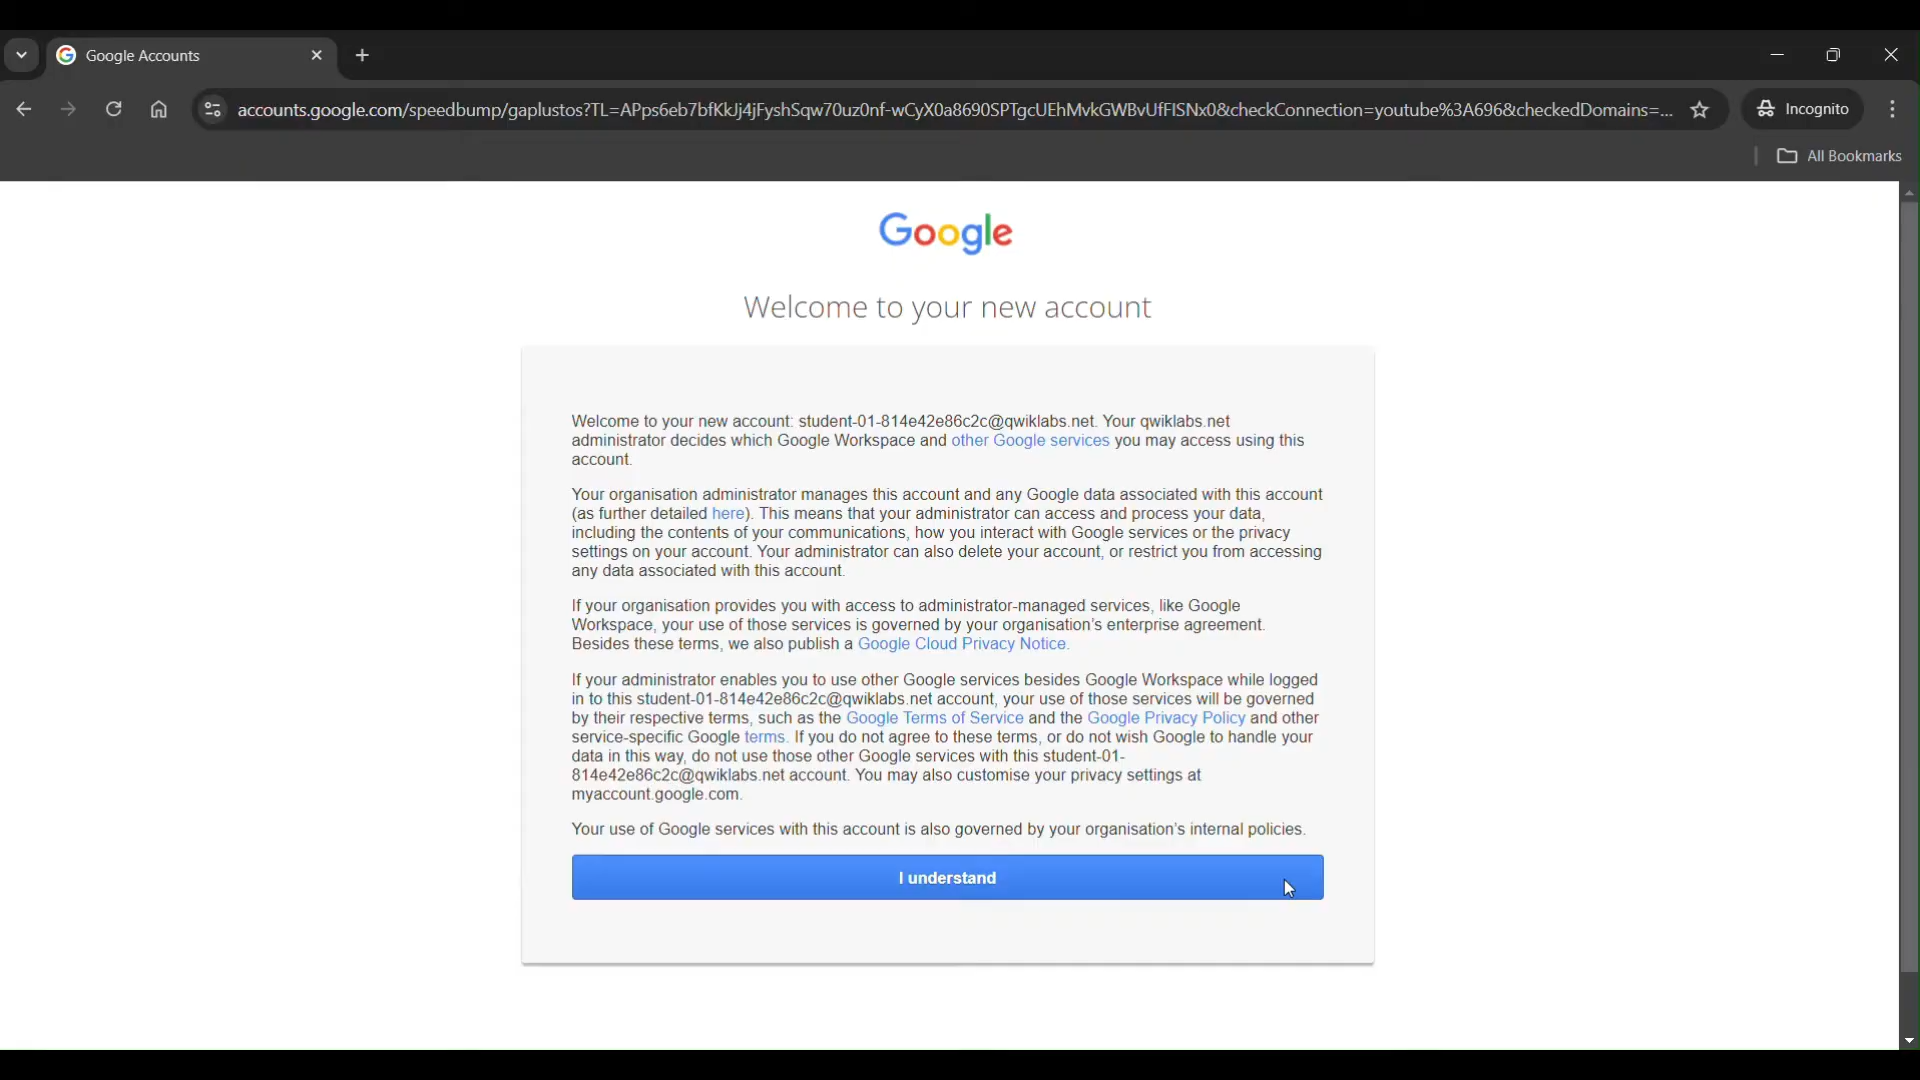 Google Accounts
accounts.google.com/speedbump/gaplustos?TL=APps6eb7bfKkJj4jFyshSqw70uz0nf-wCyX0a8690SPTgcUEhMvkGWBvUfFISNx0&checkConnection=youtube%3A696&checkedDomains=...
Incognito
All Bookmarks
Google
Welcome to your new account
Welcome to your new account: student-01-814e42e86c2c@qwiklabs.net. Your qwiklabs.net
administrator decides which Google Workspace and other Google services you may access using this
account.
Your organisation administrator manages this account and any Google data associated with this account
(as further detailed here). This means that your administrator can access and process your data,
including the contents of your communications, how you interact with Google services or the privacy
settings on your account. Your administrator can also delete your account, or restrict you from accessing
any data associated with this account.
If your organisation provides you with access to administrator-managed services, like Google
Workspace, your use of those services is governed by your organisation's enterprise agreement.
Besides these terms, we also publish a Google Cloud Privacy Notice.
If your administrator enables you to use other Google services besides Google Workspace while logged
in to this student-01-814e42e86c2c@qwiklabs.net account, your use of those services will be governed
by their respective terms, such as the Google Terms of Service and the Google Privacy Policy and other
service-specific Google terms. If you do not agree to these terms, or do not wish Google to handle your
data in this way, do not use those other Google services with this student-01-
814e42e86c2c@qwiklabs.net account. You may also customise your privacy settings at
myaccount.google.com.
Your use of Google services with this account is also governed by your organisation's internal policies.
I understand